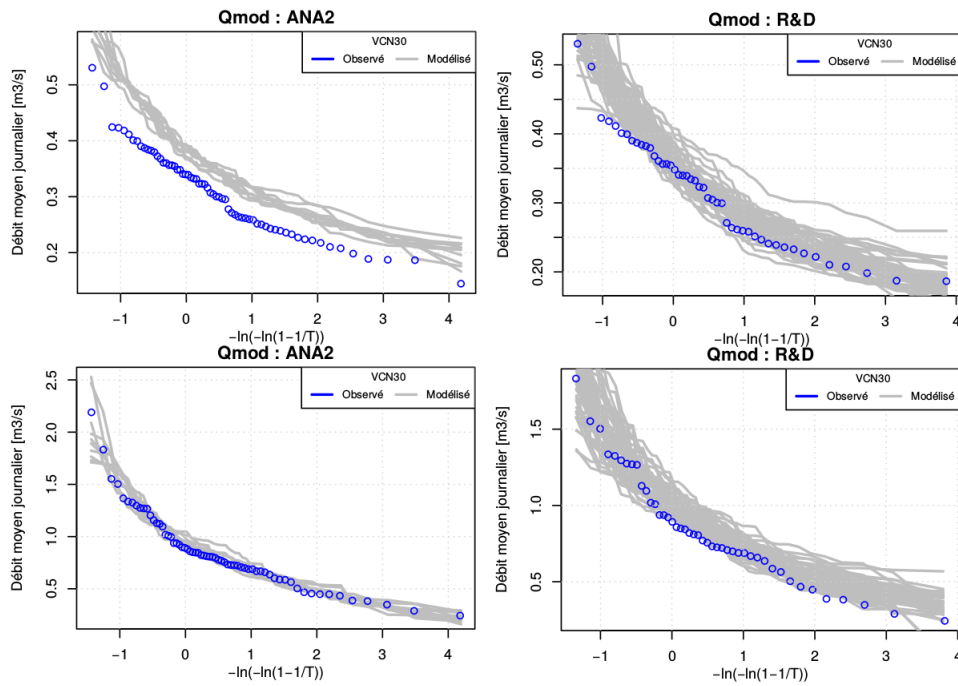 Qmod : ANA2
Débit moyen journalier [m3/s]
0.2 0.3 0.4 0.5
VCN30
Observé Modélisé
−1 0 1 2 3 4
−ln(−ln(1−1/T))
Qmod : R&D
Débit moyen journalier [m3/s]
0.20 0.30 0.40 0.50
VCN30
Observé Modélisé
−1 0 1 2 3 4
−ln(−ln(1−1/T))
Qmod : ANA2
Débit moyen journalier [m3/s]
0.5 1.0 1.5 2.0 2.5
VCN30
Observé Modélisé
−1 0 1 2 3 4
−ln(−ln(1−1/T))
Qmod : R&D
Débit moyen journalier [m3/s]
0.5 1.0 1.5
VCN30
Observé Modélisé
−1 0 1 2 3 4
−ln(−ln(1−1/T))